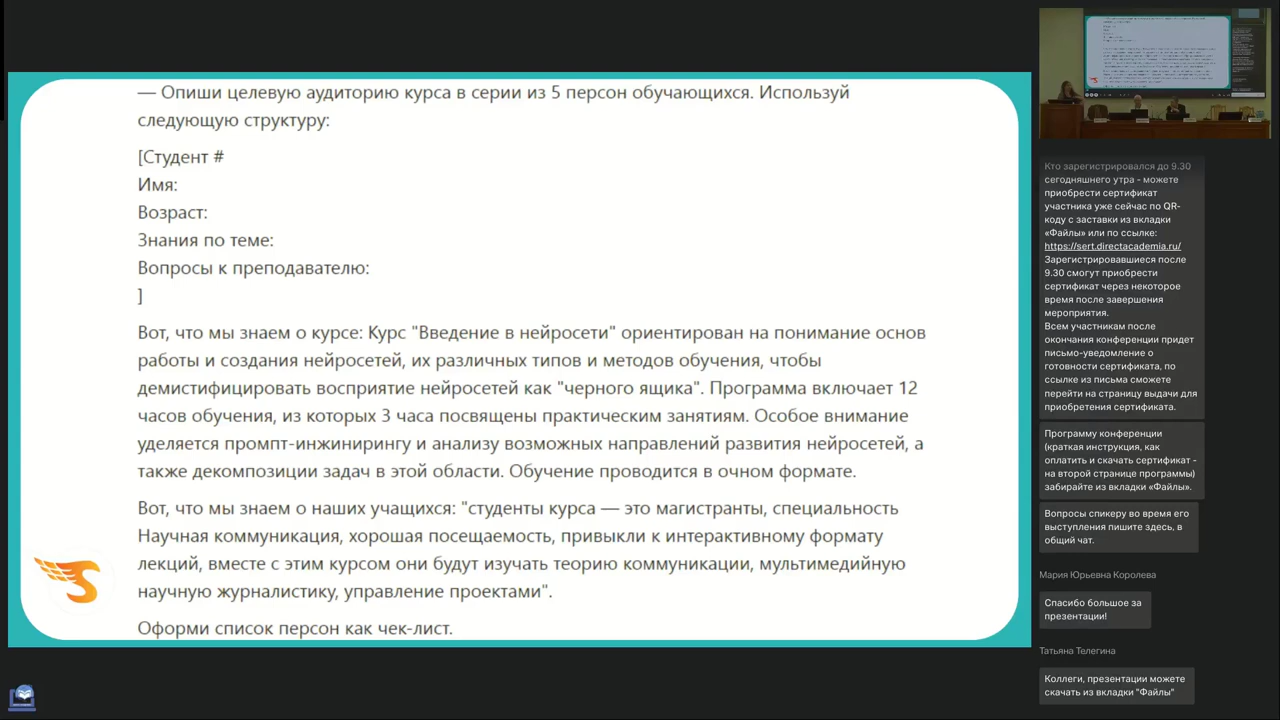 — Опиши целевую аудиторию курса в серии из 5 персон обучающихся. Используй
следующую структуру:
[Студент #
Имя:
Возраст:
Знания по теме:
Вопросы к преподавателю:
]
Вот, что мы знаем о курсе: Курс "Введение в нейросети" ориентирован на понимание основ
работы и создания нейросетей, их различных типов и методов обучения, чтобы
демистифицировать восприятие нейросетей как "черного ящика". Программа включает 12
часов обучения, из которых 3 часа посвящены практическим занятиям. Особое внимание
уделяется промпт-инжинирингу и анализу возможных направлений развития нейросетей, а
также декомпозиции задач в этой области. Обучение проводится в очном формате.
Вот, что мы знаем о наших учащихся: "студенты курса — это магистранты, специальность
Научная коммуникация, хорошая посещаемость, привыкли к интерактивному формату
лекций, вместе с этим курсом они будут изучать теорию коммуникации, мультимедийную
научную журналистику, управление проектами".
Оформи список персон как чек-лист.
Кто зарегистрировался до 9.30
сегодняшнего утра - можете
приобрести сертификат
участника уже сейчас по QR-
коду с заставки из вкладки
«Файлы» или по ссылке:
https://sert.directacademia.ru/
Зарегистрировавшиеся после
9.30 смогут приобрести
сертификат через некоторое
время после завершения
мероприятия.
Всем участникам после
окончания конференции придет
письмо-уведомление о
готовности сертификата, по
ссылке из письма сможете
перейти на страницу выдачи для
приобретения сертификата.
Программу конференции
(краткая инструкция, как
оплатить и скачать сертификат -
на второй странице программы)
забирайте из вкладки «Файлы».
Вопросы спикеру во время его
выступления пишите здесь, в
общий чат.
Мария Юрьевна Королева
Спасибо большое за
презентации!
Татьяна Телегина
Коллеги, презентации можете
скачать из вкладки "Файлы"